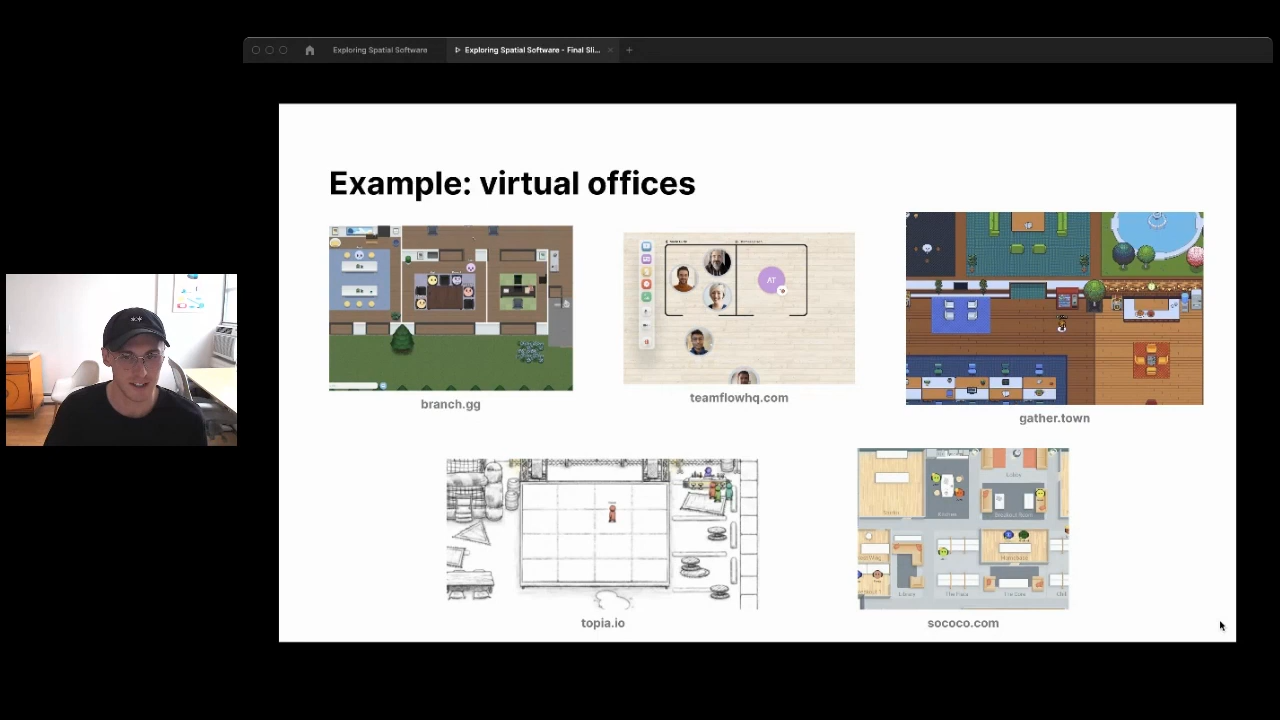 Exploring Spatial Software
Exploring Spatial Software - Final Sli...
Example: virtual offices
branch.gg
teamflowhq.com
AT
gather.town
topia.io
sococo.com